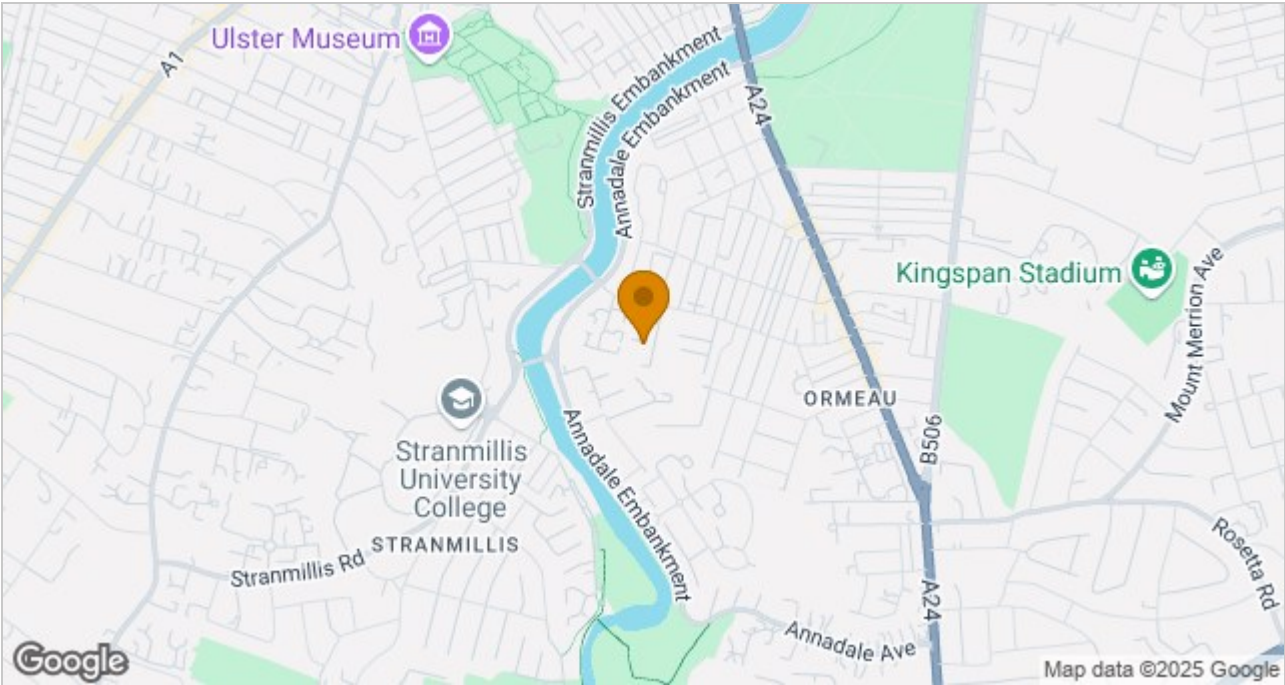 Ulster Museum
A1
Stranmillis Embankment
Annadale Embankment
A24
Kingspan Stadium
Mount Merrion Ave
ORMEAU
B506
Stranmillis
University
College
Annadale Embankment
STRANMILLIS
Stranmillis Rd
Rosetta Rd
A24
Annadale Ave
Google
Map data ©2025 Google